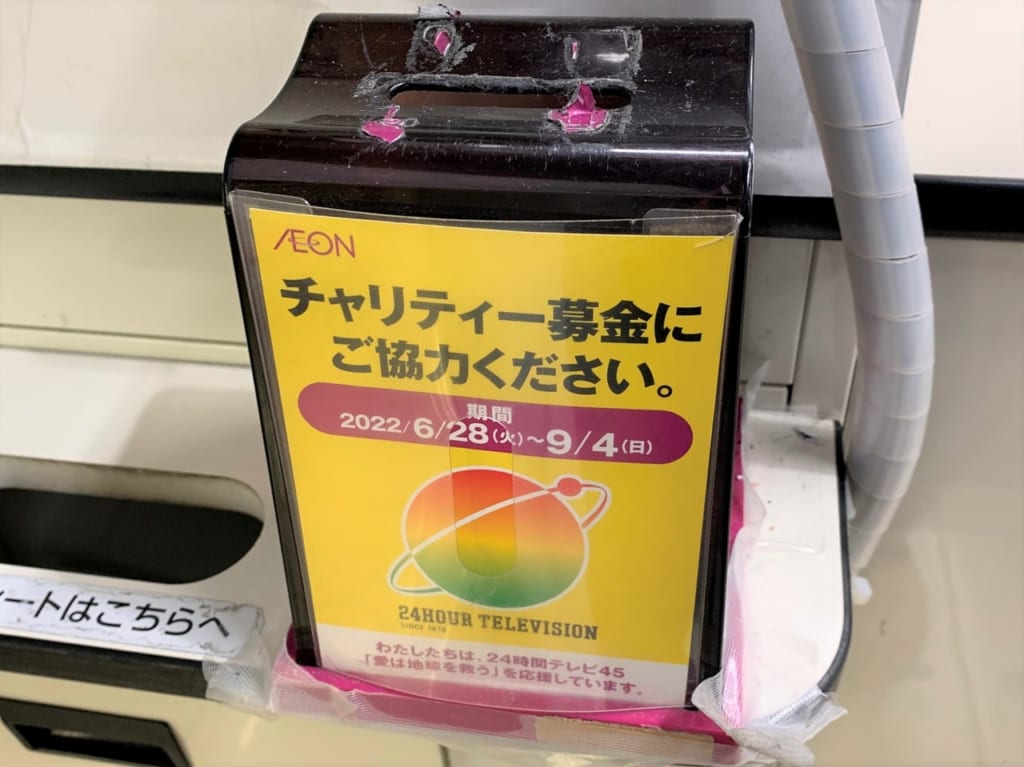 ÆON
チャリティー募金に
ご協力ください。
期間
2022/6/28(火)～9/4(日)
24HOUR TELEVISION
SINCE 1978
わたしたちは、24時間テレビ45
「愛は地球を救う」を応援しています。
ートはこちらへ